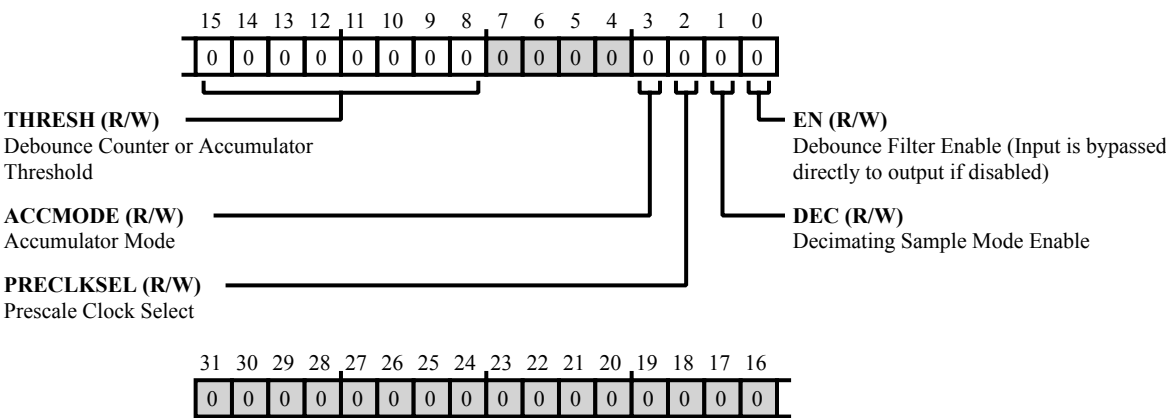 15 14 13 12 11 10 9 8 7 6 5 4 3 2 1 0
0 0 0 0 0 0 0 0 0 0 0 0 0 0 0 0
THRESH (R/W)
Debounce Counter or Accumulator
Threshold
EN (R/W)
Debounce Filter Enable (Input is bypassed
directly to output if disabled)
ACCMODE (R/W)
Accumulator Mode
DEC (R/W)
Decimating Sample Mode Enable
PRECLKSEL (R/W)
Prescale Clock Select
31 30 29 28 27 26 25 24 23 22 21 20 19 18 17 16
0 0 0 0 0 0 0 0 0 0 0 0 0 0 0 0